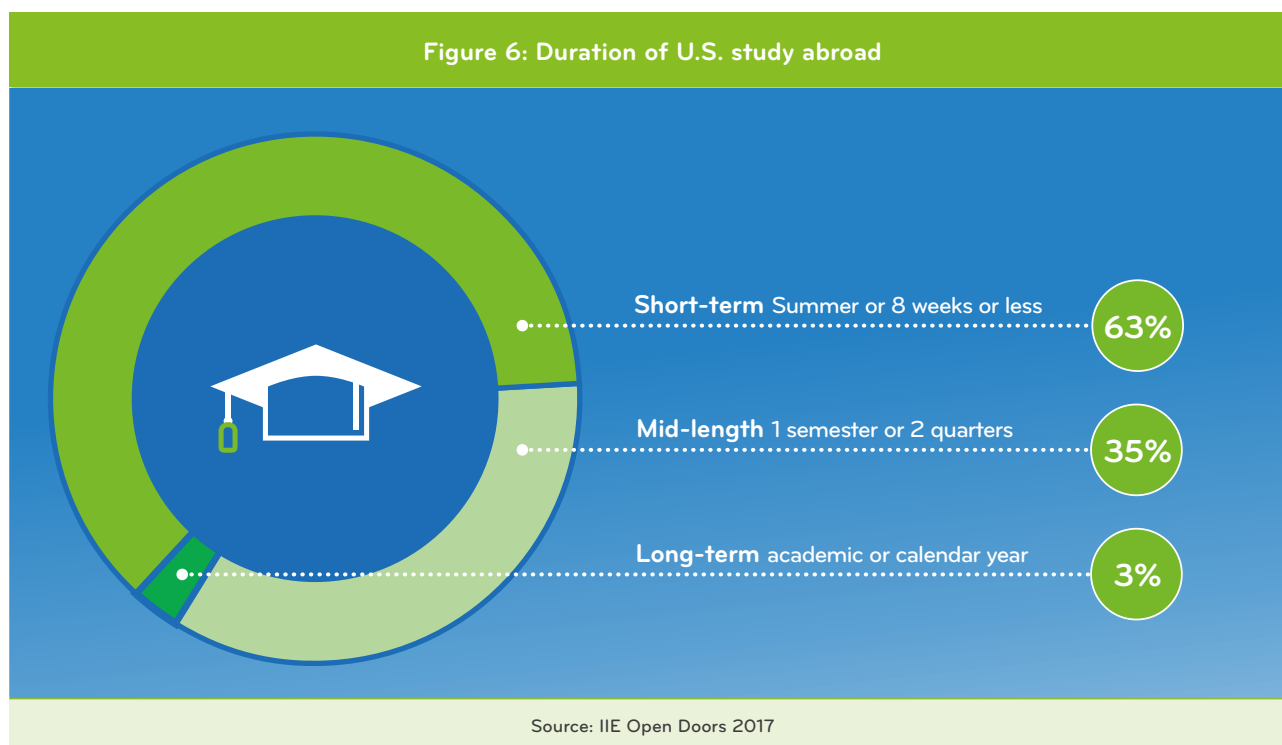 Figure 6: Duration of U.S. study abroad
Short-term Summer or 8 weeks or less
63%
Mid-length 1 semester or 2 quarters
35%
Long-term academic or calendar year
3%
Source: IIE Open Doors 2017